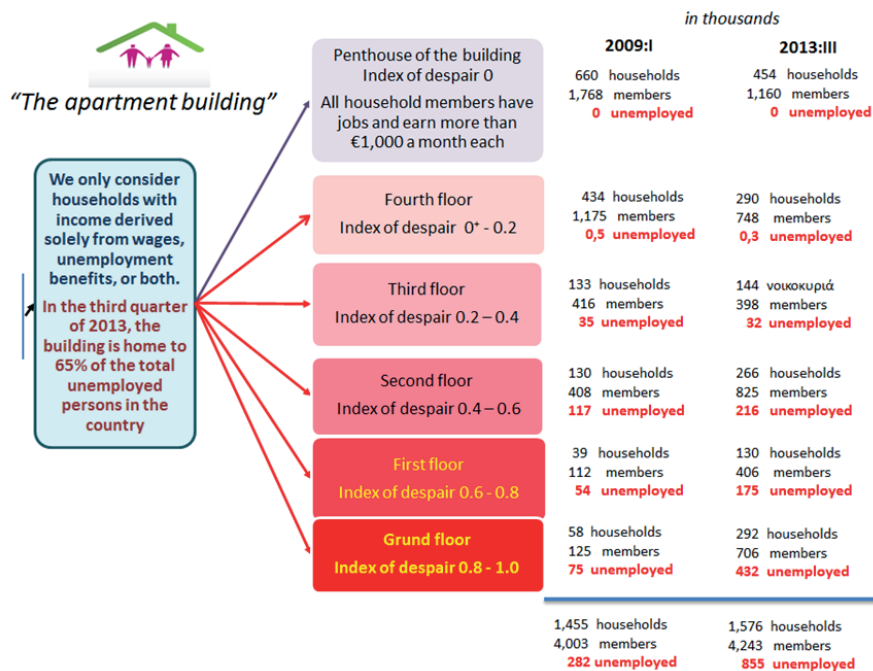 in thousands
2009:I
2013:III
“The apartment building”
We only consider
households with
income derived
solely from wages,
unemployment
benefits, or both.
In the third quarter
of 2013, the
building is home to
65% of the total
unemployed
persons in the
country
Penthouse of the building
Index of despair 0
All household members have
jobs and earn more than
€1,000 a month each
660 households
1,768 members
0 unemployed
454 households
1,160 members
0 unemployed
Fourth floor
Index of despair 0⁺ - 0.2
434 households
1,175 members
0,5 unemployed
290 households
748 members
0,3 unemployed
Third floor
Index of despair 0.2 – 0.4
133 households
416 members
35 unemployed
144 νοικοκυριά
398 members
32 unemployed
Second floor
Index of despair 0.4 – 0.6
130 households
408 members
117 unemployed
266 households
825 members
216 unemployed
First floor
Index of despair 0.6 - 0.8
39 households
112 members
54 unemployed
130 households
406 members
175 unemployed
Grund floor
Index of despair 0.8 - 1.0
58 households
125 members
75 unemployed
292 households
706 members
432 unemployed
1,455 households
4,003 members
282 unemployed
1,576 households
4,243 members
855 unemployed